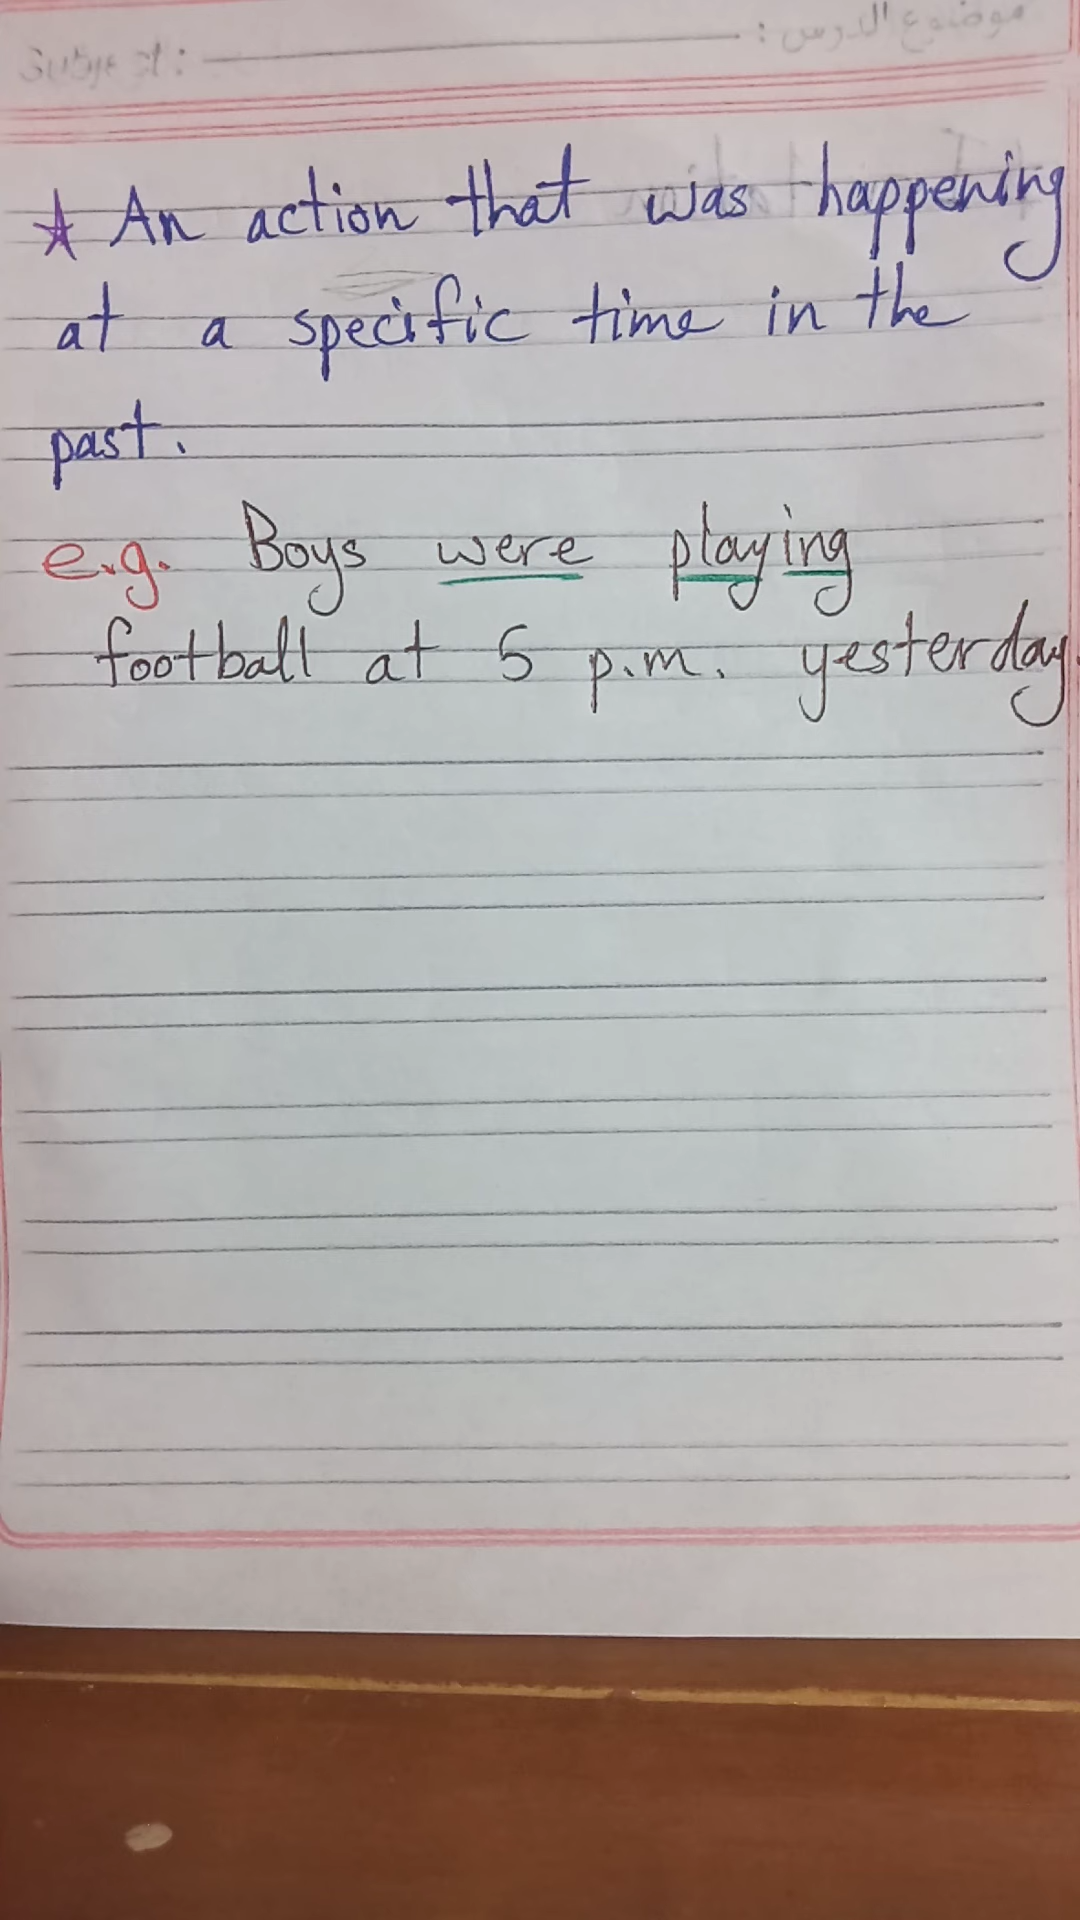 Subject : موضوع الدرس :
☆ An action that was happening
at a specific time in the
past.
e.g. Boys were playing
football at 5 p.m. yesterday.